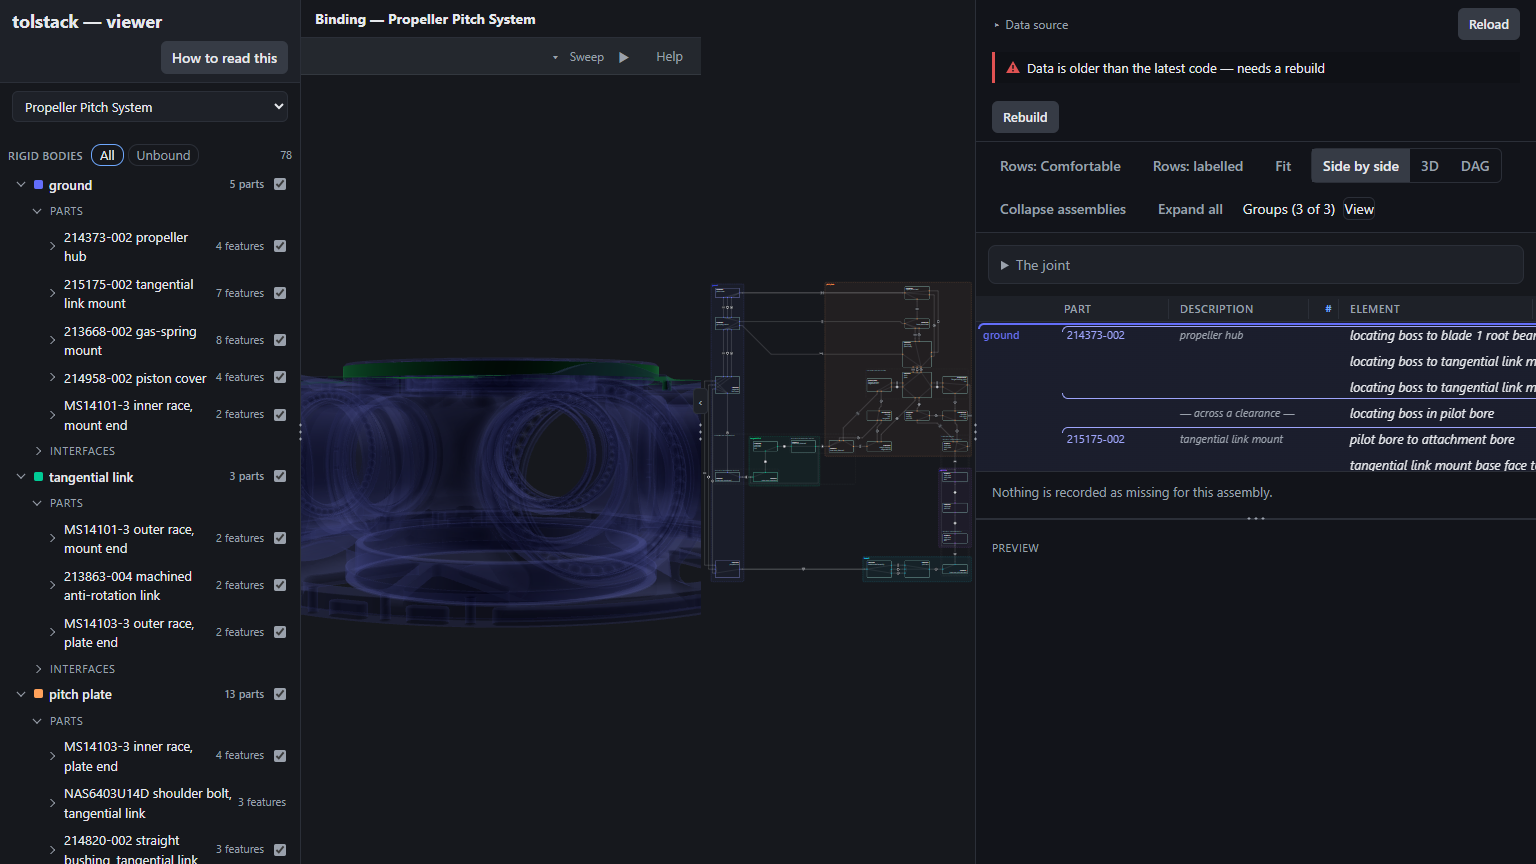 tolstack — viewer
How to read this
Propeller Pitch System
RIGID BODIES All Unbound 78
ground 5 parts
PARTS
214373-002 propeller
hub
4 features
215175-002 tangential
link mount
7 features
213668-002 gas-spring
mount
8 features
214958-002 piston cover 4 features
MS14101-3 inner race,
mount end
2 features
INTERFACES
tangential link 3 parts
PARTS
MS14101-3 outer race,
mount end
2 features
213863-004 machined
anti-rotation link
2 features
MS14103-3 outer race,
plate end
2 features
INTERFACES
pitch plate 13 parts
PARTS
MS14103-3 inner race,
plate end
4 features
NAS6403U14D shoulder bolt,
tangential link
3 features
214820-002 straight
bushing, tangential link
3 features
Binding — Propeller Pitch System
Sweep Help
Data source Reload
Data is older than the latest code — needs a rebuild
Rebuild
Rows: Comfortable Rows: labelled Fit Side by side 3D DAG
Collapse assemblies Expand all Groups (3 of 3) View
The joint
PART DESCRIPTION # ELEMENT
ground 214373-002 propeller hub locating boss to blade 1 root bear
locating boss to tangential link m
locating boss to tangential link m
— across a clearance — locating boss in pilot bore
215175-002 tangential link mount pilot bore to attachment bore
tangential link mount base face to
Nothing is recorded as missing for this assembly.
PREVIEW